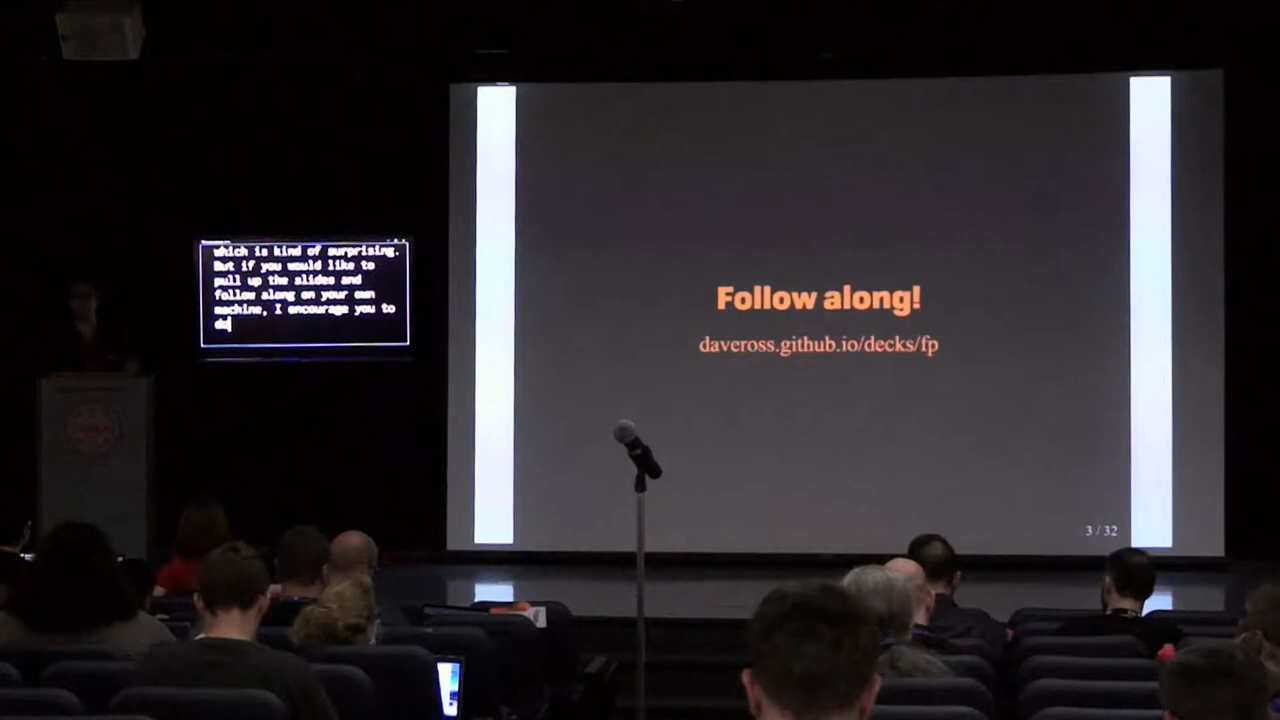 which is kind of surprising.
But if you would like to
pull up the slides and
follow along on your own
machine, I encourage you to
do
Follow along!
daveross.github.io/decks/fp
3 / 32